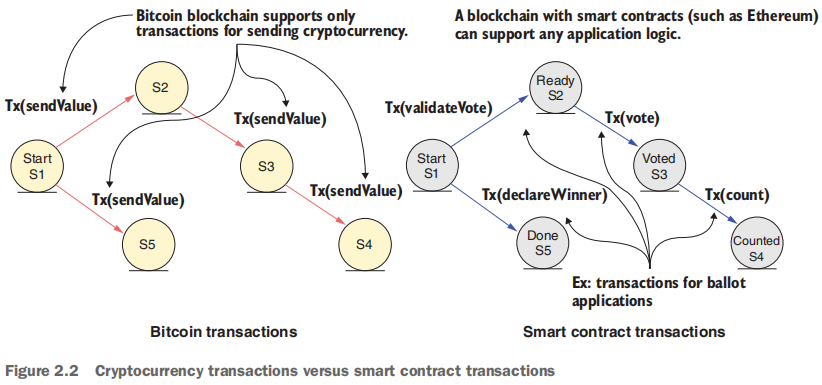 Bitcoin blockchain supports only
transactions for sending cryptocurrency.
Tx(sendValue)
S2
Tx(sendValue)
Start
S1
S3
Tx(sendValue)
Tx(sendValue)
S5
S4
Bitcoin transactions
A blockchain with smart contracts (such as Ethereum)
can support any application logic.
Ready
S2
Tx(validateVote)
Tx(vote)
Start
S1
Voted
S3
Tx(declareWinner)
Tx(count)
Done
S5
Counted
S4
Ex: transactions for ballot
applications
Smart contract transactions
Figure 2.2 Cryptocurrency transactions versus smart contract transactions